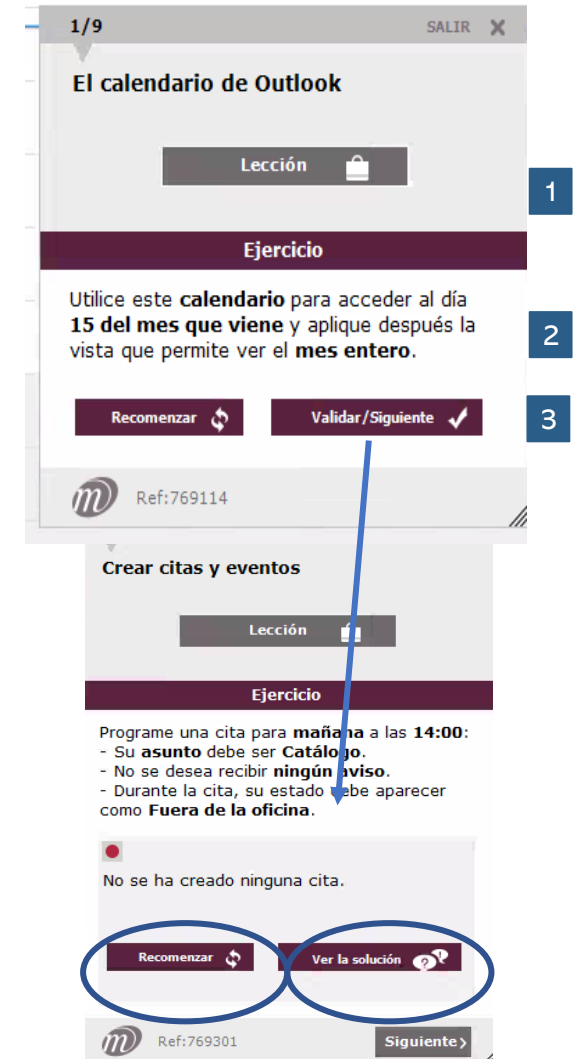 1/9 SALIR
El calendario de Outlook
Lección
1
Ejercicio
Utilice este calendario para acceder al día
15 del mes que viene y aplique después la
vista que permite ver el mes entero.
2
Recomenzar Validar/Siguiente
3
m Ref:769114
Crear citas y eventos
Lección
Ejercicio
Programe una cita para mañana a las 14:00:
- Su asunto debe ser Catálogo.
- No se desea recibir ningún aviso.
- Durante la cita, su estado debe aparecer
como Fuera de la oficina.
No se ha creado ninguna cita.
Recomenzar Ver la solución
m Ref:769301 Siguiente>